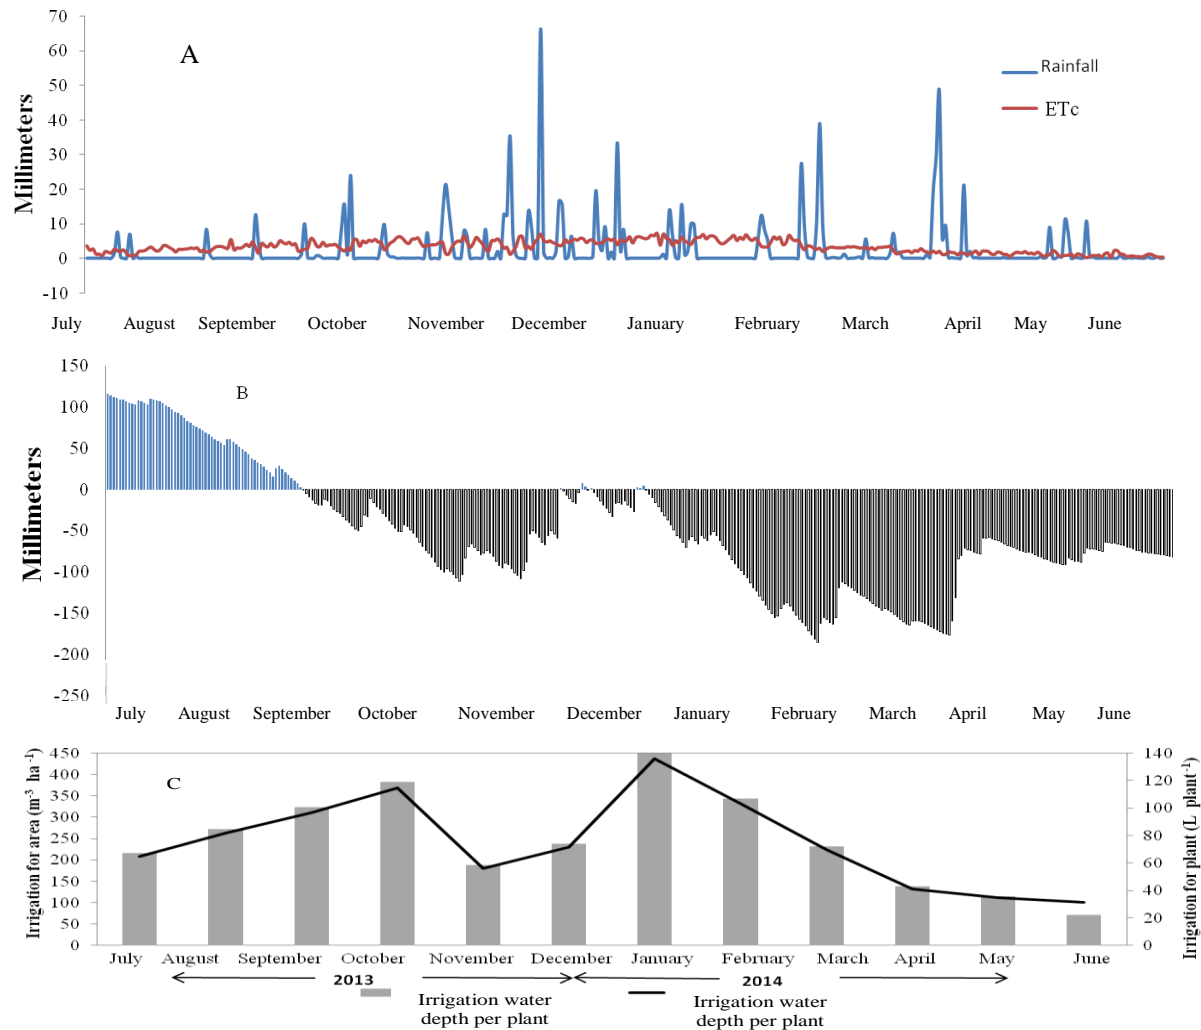 A
Millimeters
70
60
50
40
30
20
10
0
-10
Rainfall
ETc
July August September October November December January February March April May June
B
Millimeters
150
100
50
0
-50
-100
-150
-200
-250
July August September October November December January February March April May June
C
Irrigation for area (m⁻³ ha⁻¹)
450
400
350
300
250
200
150
100
50
0
140
120
100
80
60
40
20
0
Irrigation for plant (L plant⁻¹)
July August September October November December January February March April May June
2013 2014
Irrigation water
depth per plant
Irrigation water
depth per plant